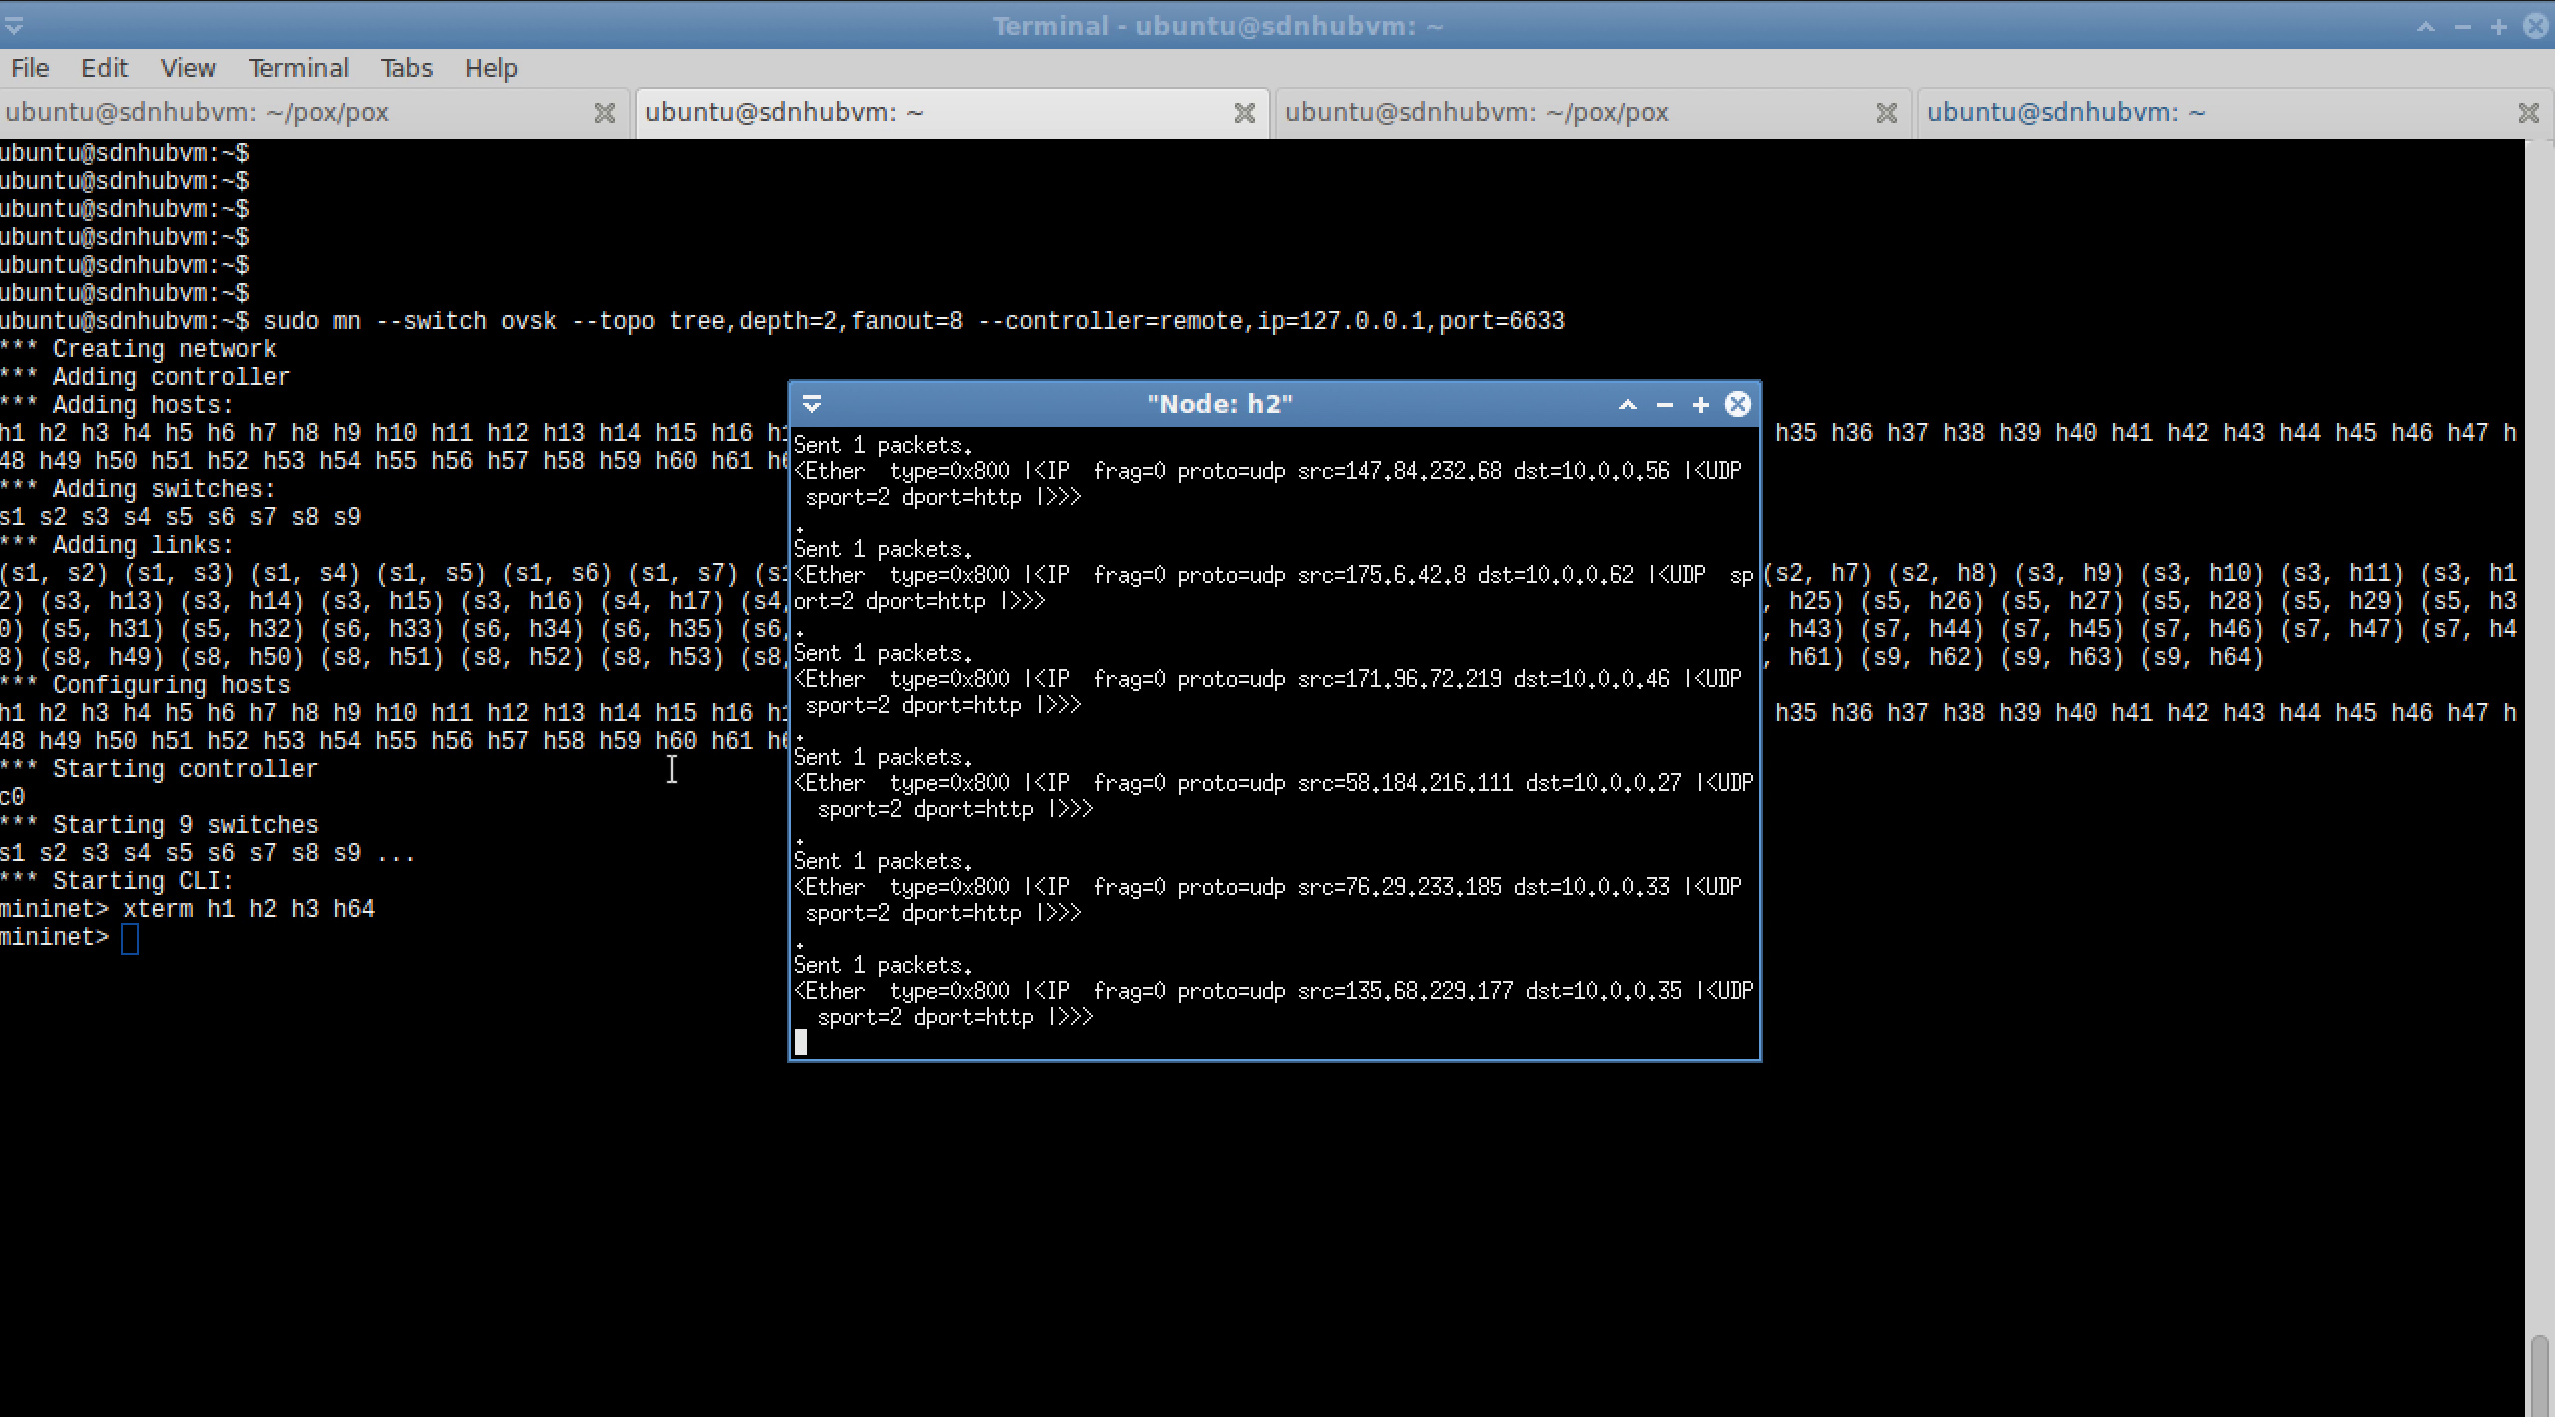 Terminal - ubuntu@sdnhubvm: ~
File Edit View Terminal Tabs Help
ubuntu@sdnhubvm: ~/pox/pox
ubuntu@sdnhubvm: ~
ubuntu@sdnhubvm: ~/pox/pox
ubuntu@sdnhubvm: ~
ubuntu@sdnhubvm:~$
ubuntu@sdnhubvm:~$
ubuntu@sdnhubvm:~$
ubuntu@sdnhubvm:~$
ubuntu@sdnhubvm:~$
ubuntu@sdnhubvm:~$
ubuntu@sdnhubvm:~$ sudo mn --switch ovsk --topo tree,depth=2,fanout=8 --controller=remote,ip=127.0.0.1,port=6633
*** Creating network
*** Adding controller
*** Adding hosts:
h1 h2 h3 h4 h5 h6 h7 h8 h9 h10 h11 h12 h13 h14 h15 h16 h35 h36 h37 h38 h39 h40 h41 h42 h43 h44 h45 h46 h47 h
48 h49 h50 h51 h52 h53 h54 h55 h56 h57 h58 h59 h60 h61
*** Adding switches:
s1 s2 s3 s4 s5 s6 s7 s8 s9
*** Adding links:
(s1, s2) (s1, s3) (s1, s4) (s1, s5) (s1, s6) (s1, s7) (s2, h7) (s2, h8) (s3, h9) (s3, h10) (s3, h11) (s3, h1
2) (s3, h13) (s3, h14) (s3, h15) (s3, h16) (s4, h17) (s4, , h25) (s5, h26) (s5, h27) (s5, h28) (s5, h29) (s5, h3
0) (s5, h31) (s5, h32) (s6, h33) (s6, h34) (s6, h35) (s6, , h43) (s7, h44) (s7, h45) (s7, h46) (s7, h47) (s7, h4
8) (s8, h49) (s8, h50) (s8, h51) (s8, h52) (s8, h53) (s8, , h61) (s9, h62) (s9, h63) (s9, h64)
*** Configuring hosts
h1 h2 h3 h4 h5 h6 h7 h8 h9 h10 h11 h12 h13 h14 h15 h16 h35 h36 h37 h38 h39 h40 h41 h42 h43 h44 h45 h46 h47 h
48 h49 h50 h51 h52 h53 h54 h55 h56 h57 h58 h59 h60 h61
*** Starting controller
c0
*** Starting 9 switches
s1 s2 s3 s4 s5 s6 s7 s8 s9 ...
*** Starting CLI:
mininet> xterm h1 h2 h3 h64
mininet>
"Node: h2"
Sent 1 packets.
<Ether  type=0x800 |<IP  frag=0 proto=udp src=147.84.232.68 dst=10.0.0.56 |<UDP
 sport=2 dport=http |>>>
.
Sent 1 packets.
<Ether  type=0x800 |<IP  frag=0 proto=udp src=175.6.42.8 dst=10.0.0.62 |<UDP  sp
ort=2 dport=http |>>>
.
Sent 1 packets.
<Ether  type=0x800 |<IP  frag=0 proto=udp src=171.96.72.219 dst=10.0.0.46 |<UDP
 sport=2 dport=http |>>>
.
Sent 1 packets.
<Ether  type=0x800 |<IP  frag=0 proto=udp src=58.184.216.111 dst=10.0.0.27 |<UDP
  sport=2 dport=http |>>>
.
Sent 1 packets.
<Ether  type=0x800 |<IP  frag=0 proto=udp src=76.29.233.185 dst=10.0.0.33 |<UDP
 sport=2 dport=http |>>>
.
Sent 1 packets.
<Ether  type=0x800 |<IP  frag=0 proto=udp src=135.68.229.177 dst=10.0.0.35 |<UDP
  sport=2 dport=http |>>>